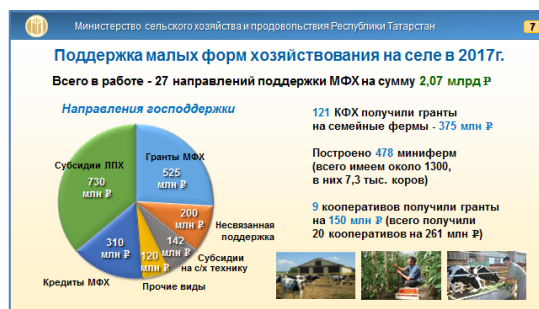 Министерство сельского хозяйства и продовольствия Республики Татарстан
7
Поддержка малых форм хозяйствования на селе в 2017г.
Всего в работе - 27 направлений поддержки МФХ на сумму 2,07 млрд ₽
Направления господдержки
Субсидии ЛПХ
730
млн ₽
Гранты МФХ
525
млн ₽
200
млн ₽
Несвязанная
поддержка
142
млн ₽
Субсидии
на с/х технику
120
млн ₽
Прочие виды
310
млн ₽
Кредиты МФХ
121 КФХ получили гранты
на семейные фермы - 375 млн ₽
Построено 478 миниферм
(всего имеем около 1300,
в них 7,3 тыс. коров)
9 кооперативов получили гранты
на 150 млн ₽ (всего получили
20 кооперативов на 261 млн ₽)